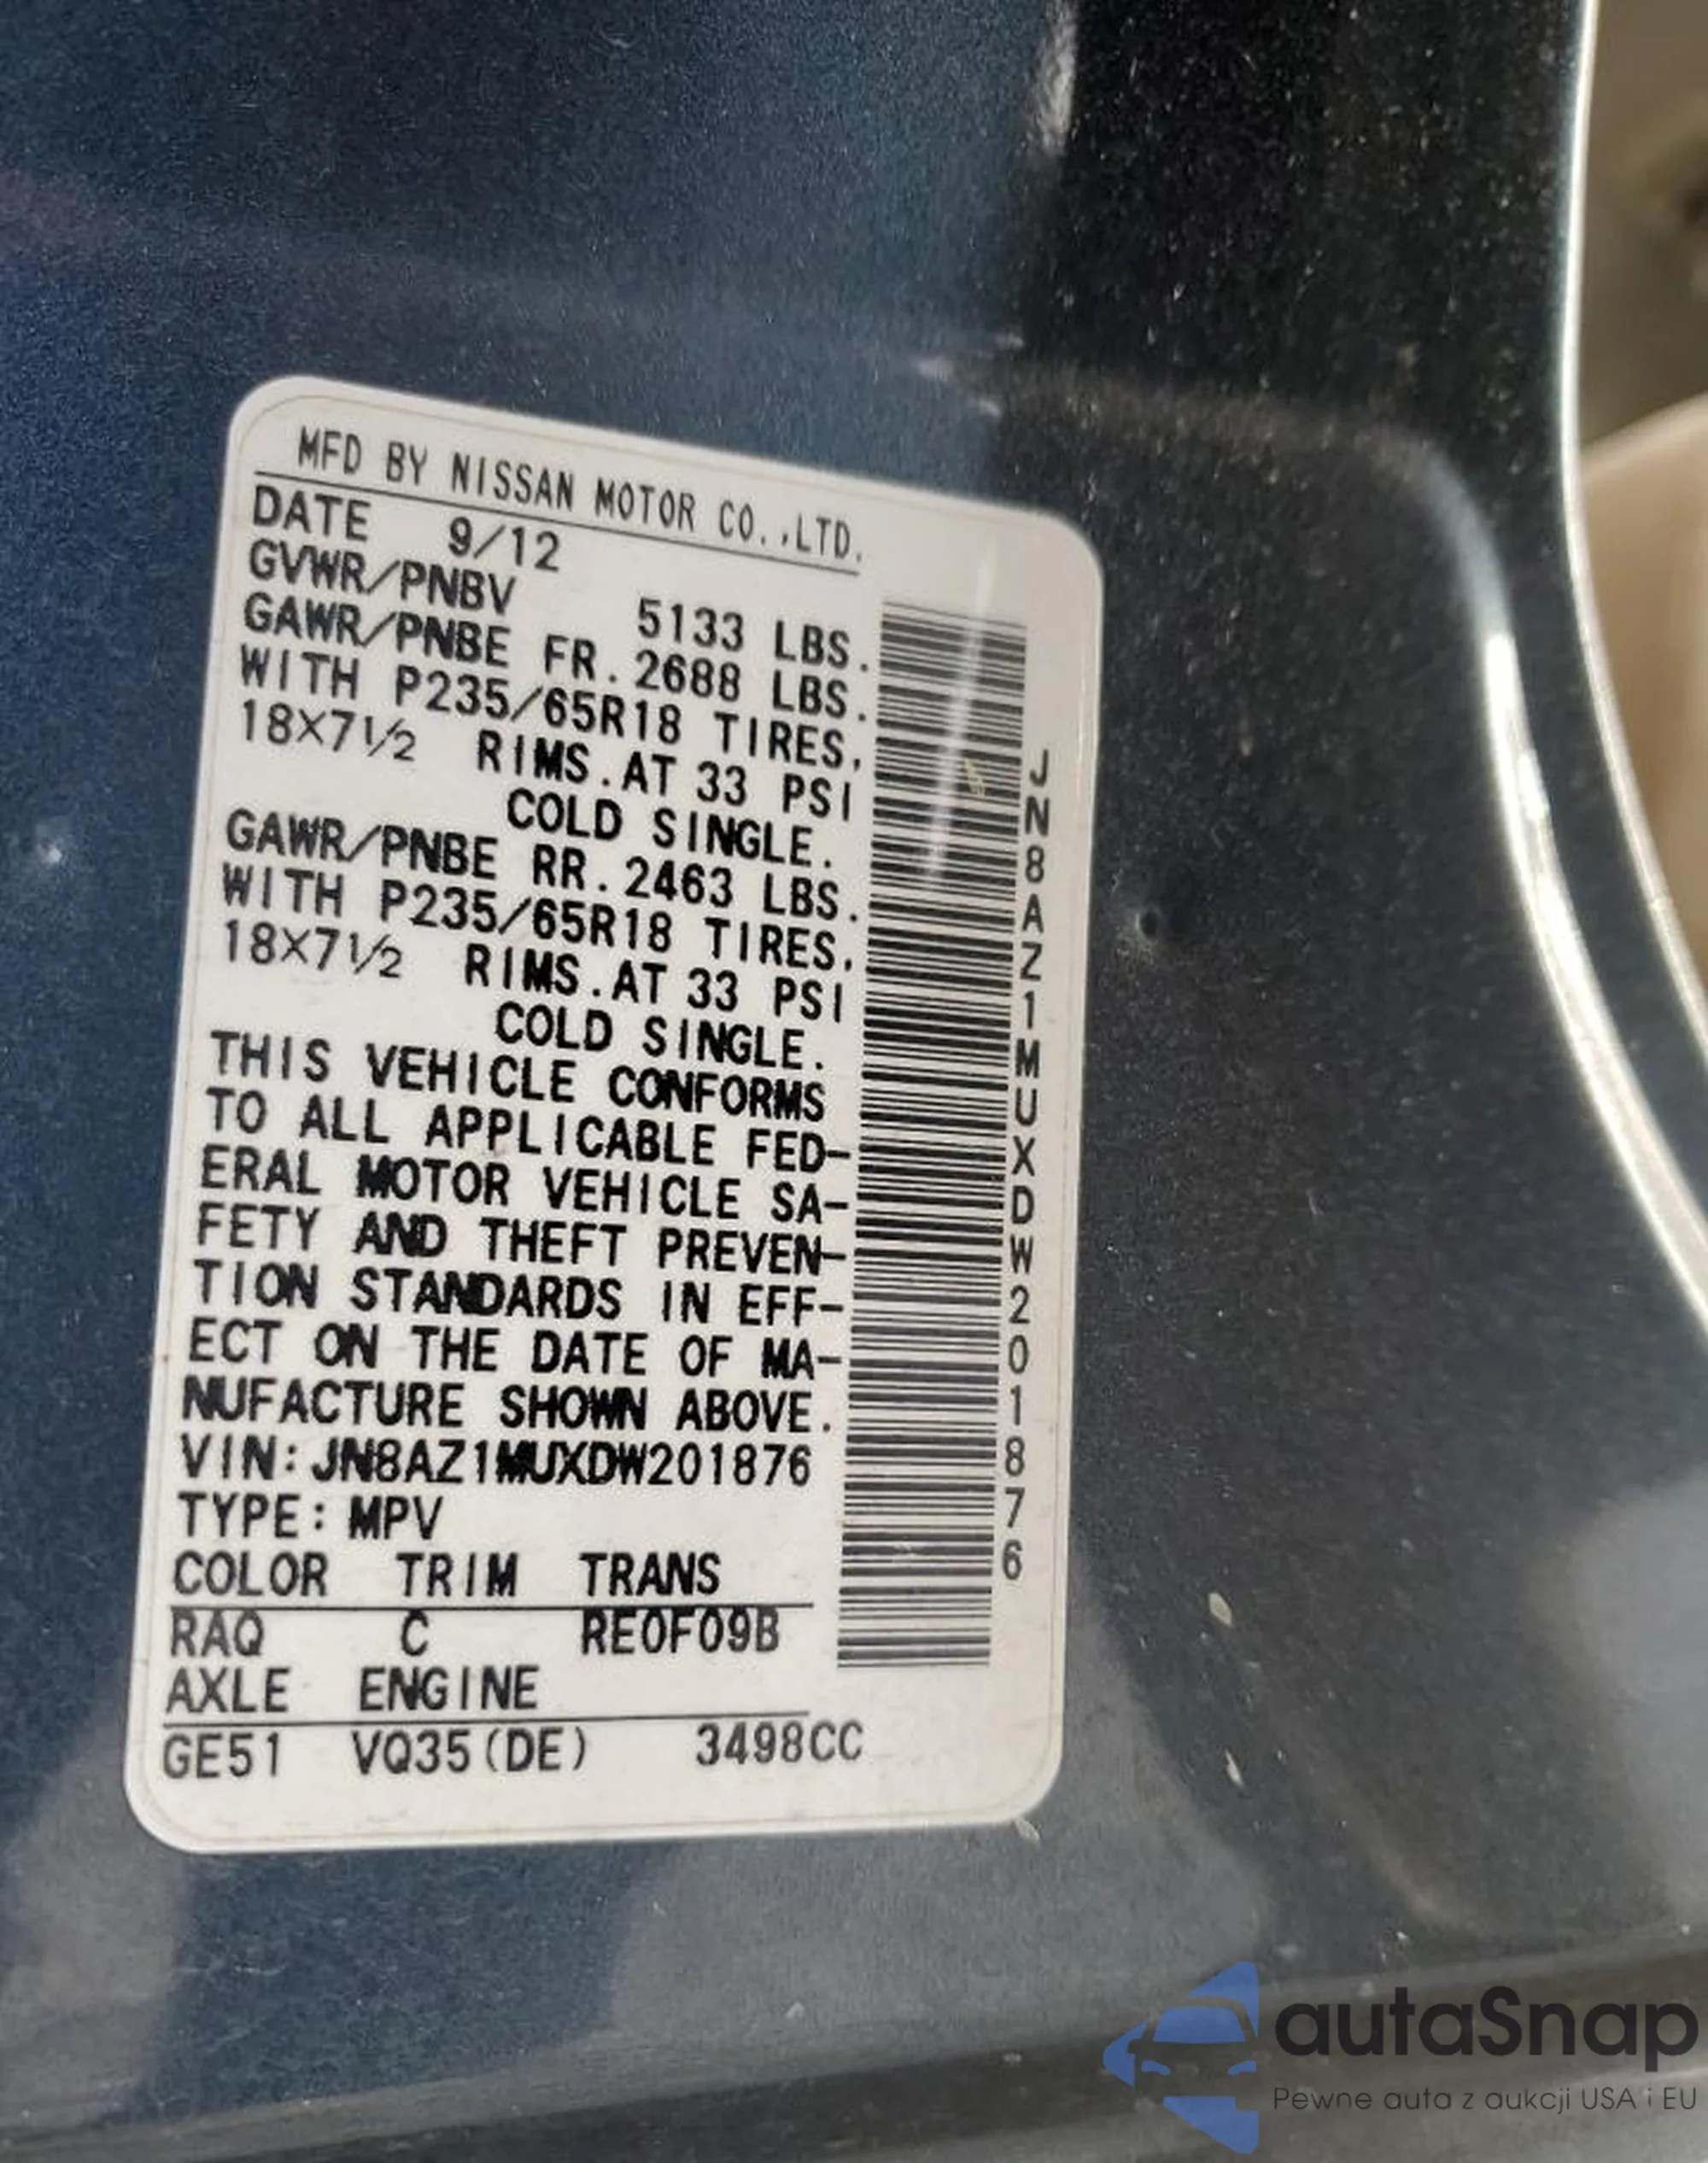 MFD BY NISSAN MOTOR CO.,LTD.
DATE 9/12
GVWR/PNBV 5133 LBS.
GAWR/PNBE FR. 2688 LBS.
WITH P235/65R18 TIRES,
18X7½ RIMS.AT 33 PSI
COLD SINGLE.
GAWR/PNBE RR. 2463 LBS.
WITH P235/65R18 TIRES,
18X7½ RIMS.AT 33 PSI
COLD SINGLE.
THIS VEHICLE CONFORMS
TO ALL APPLICABLE FED-
ERAL MOTOR VEHICLE SA-
FETY AND THEFT PREVEN-
TION STANDARDS IN EFF-
ECT ON THE DATE OF MA-
NUFACTURE SHOWN ABOVE.
VIN:JN8AZ1MUXDW201876
TYPE:MPV
COLOR TRIM TRANS
RAQ C RE0F09B
AXLE ENGINE
GE51 VQ35(DE) 3498CC
JN8AZ1MUXDW201876
autaSnap
Pewne auta z aukcji USA i EU